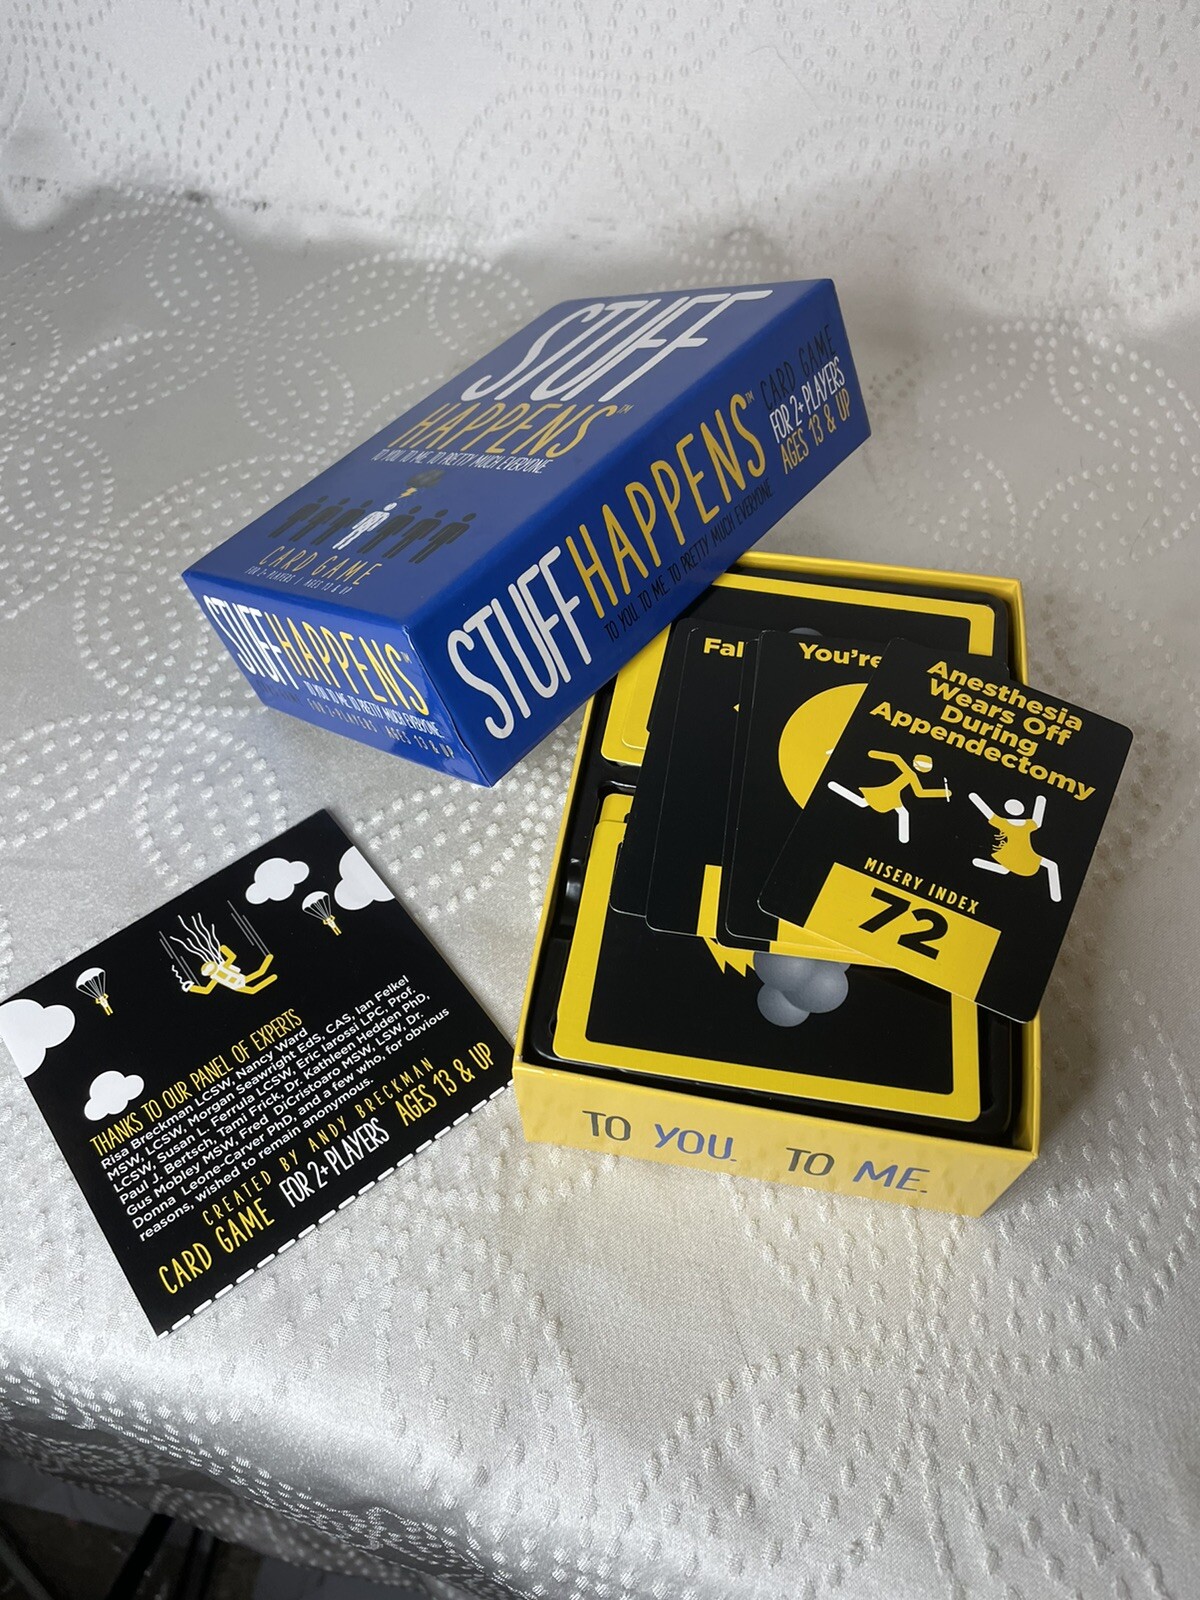 STUFF
HAPPENS™
TO YOU. TO ME. TO PRETTY MUCH EVERYONE.
CARD GAME
FOR 2+ PLAYERS | AGES 13 & UP
STUFF HAPPENS™
TO YOU. TO ME. TO PRETTY MUCH EVERYONE.
CARD GAME
FOR 2+ PLAYERS
AGES 13 & UP
STUFF HAPPENS™
TO YOU. TO ME. TO PRETTY MUCH EVERYONE.
FOR 2+ PLAYERS AGES 13 & UP
Fal
You're
Anesthesia
Wears Off
During
Appendectomy
MISERY INDEX
72
TO YOU. TO ME.
THANKS TO OUR PANEL OF EXPERTS
Risa Breckman LCSW, Nancy Ward
MSW, LCSW, Morgan Seawright EdS, CAS, Ian Felkel
LCSW, Susan L. Ferrula LCSW, Eric Iarossi LPC, Prof.
Paul J. Bertsch, Tami Frick, Dr. Kathleen Hedden PhD,
Gus Mobley MSW, Fred DiCristoaro MSW, LSW, Dr.
Donna Leone-Carver PhD, and a few who, for obvious
reasons, wished to remain anonymous.
CREATED BY ANDY BRECKMAN
CARD GAME FOR 2+ PLAYERS AGES 13 & UP